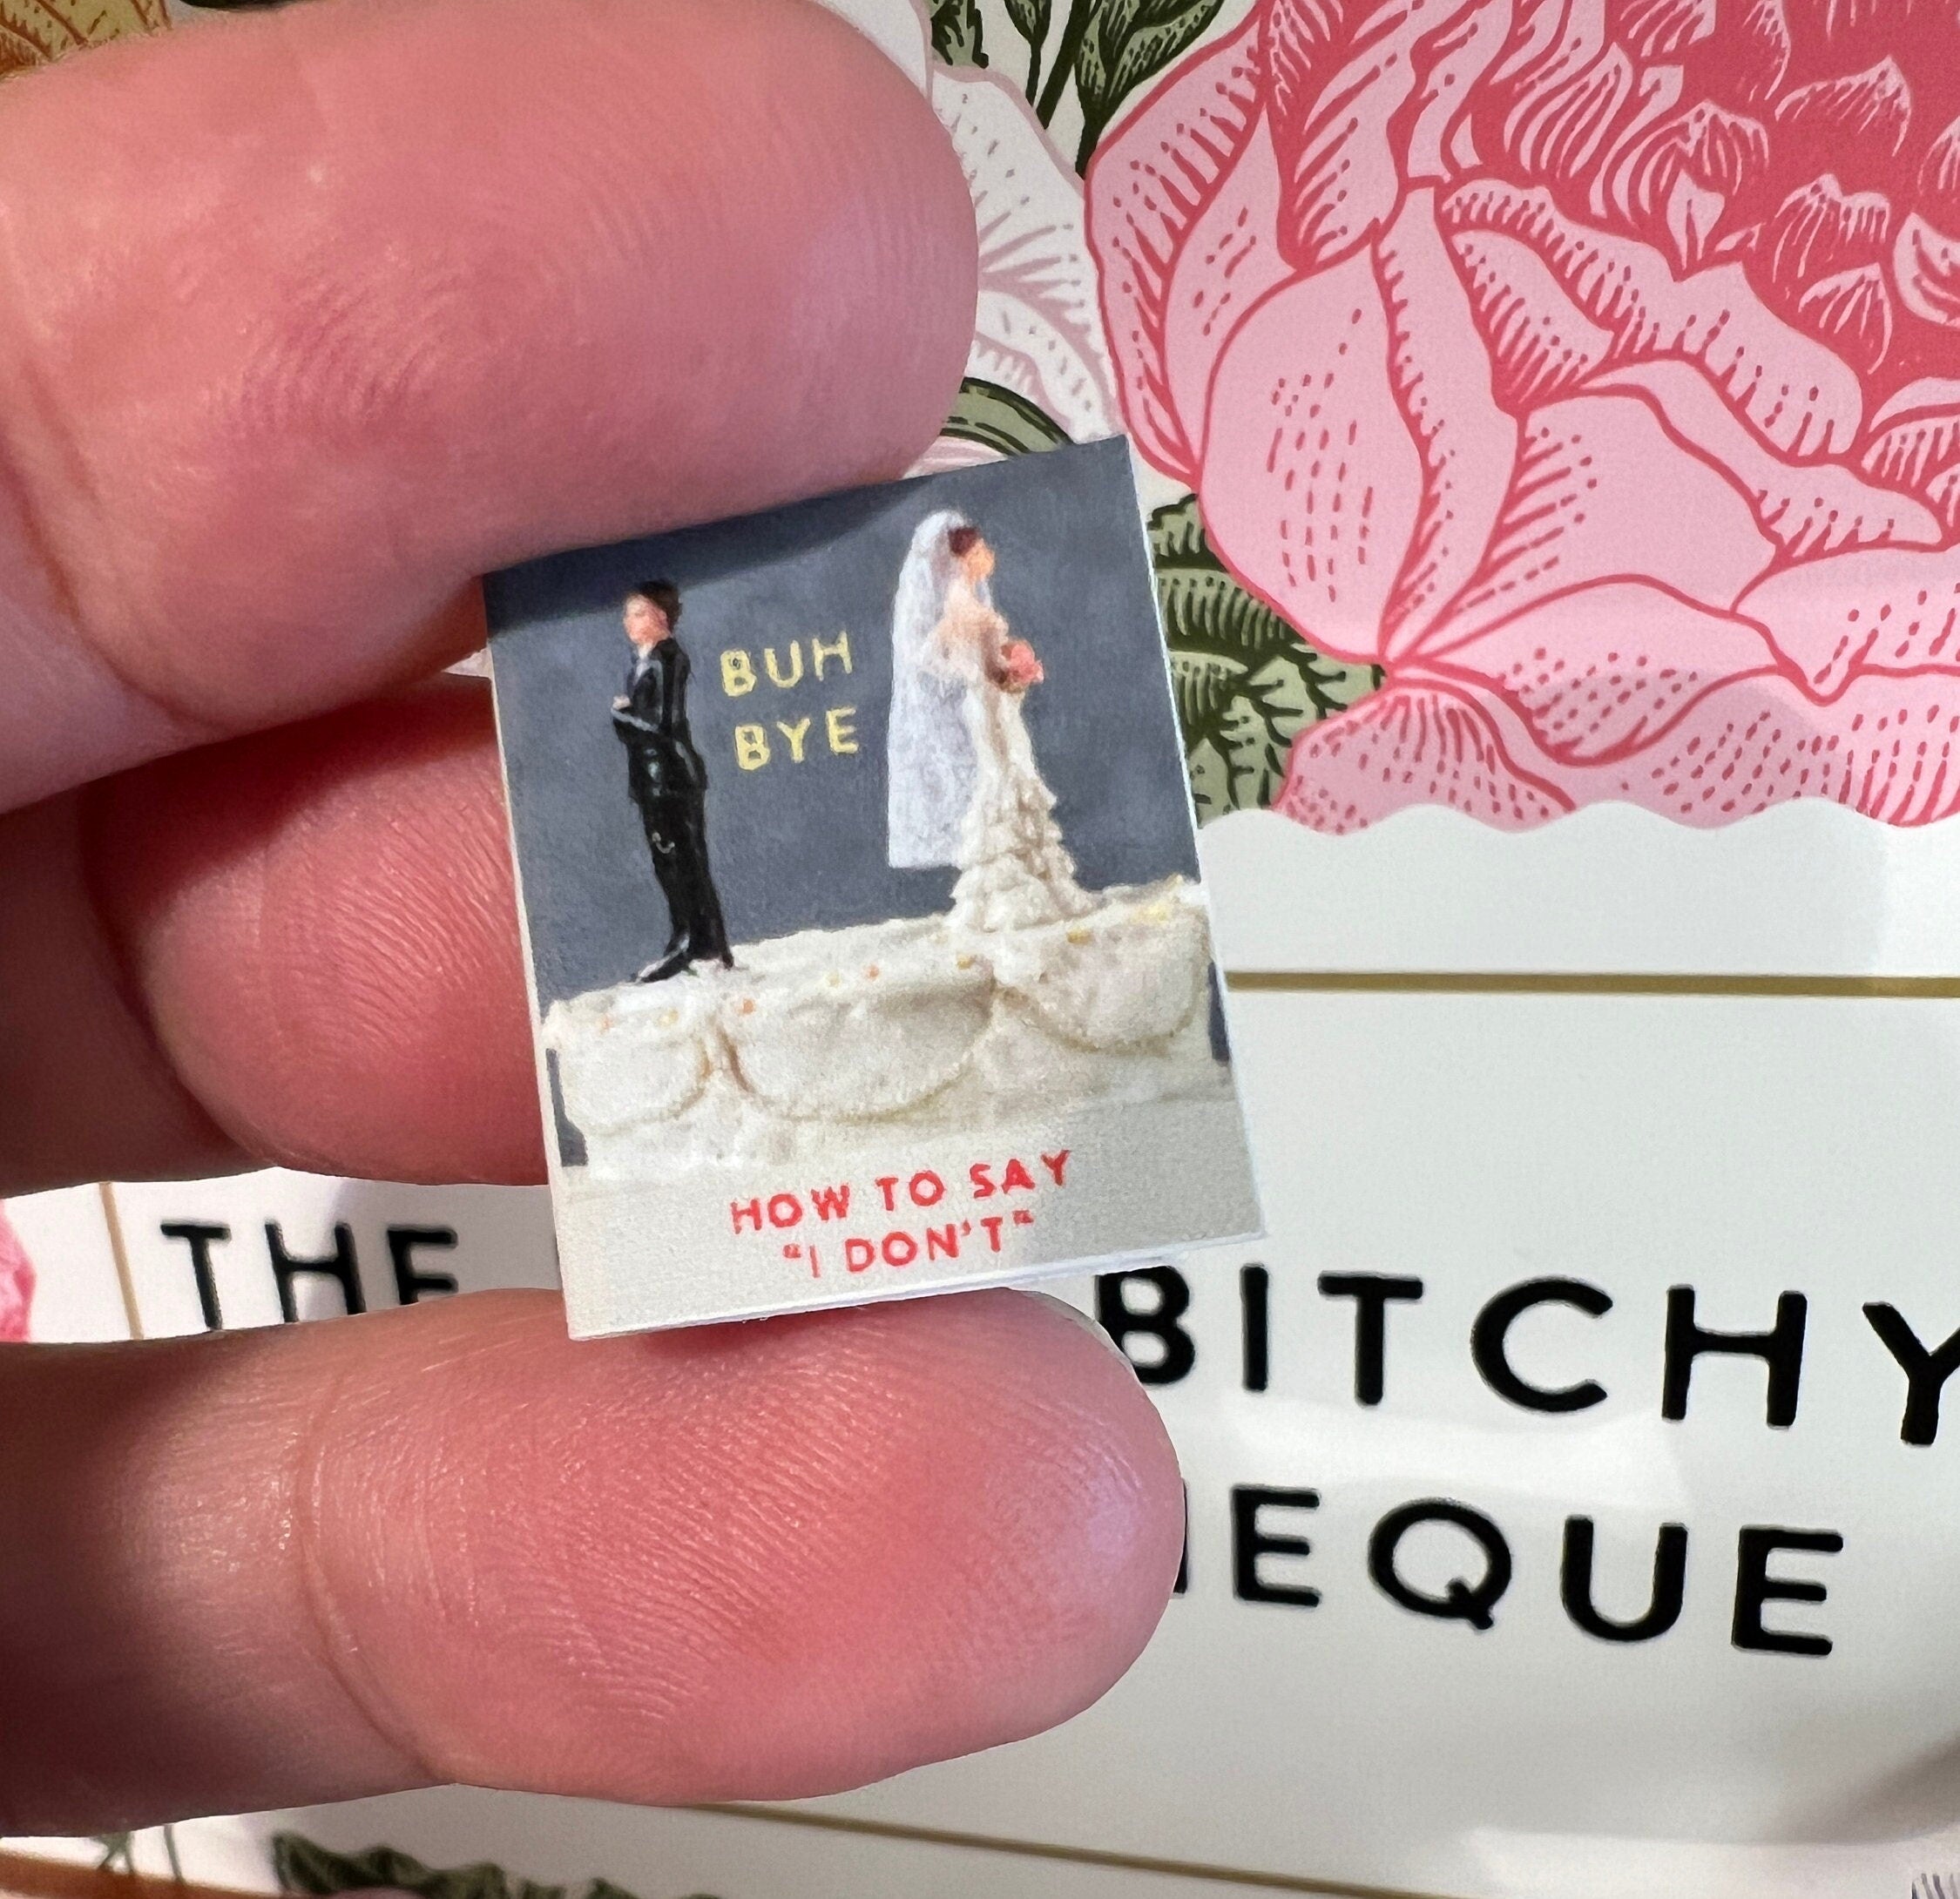 BUH
BYE
HOW TO SAY
"I DON'T"
THE BITCHY
EQUE